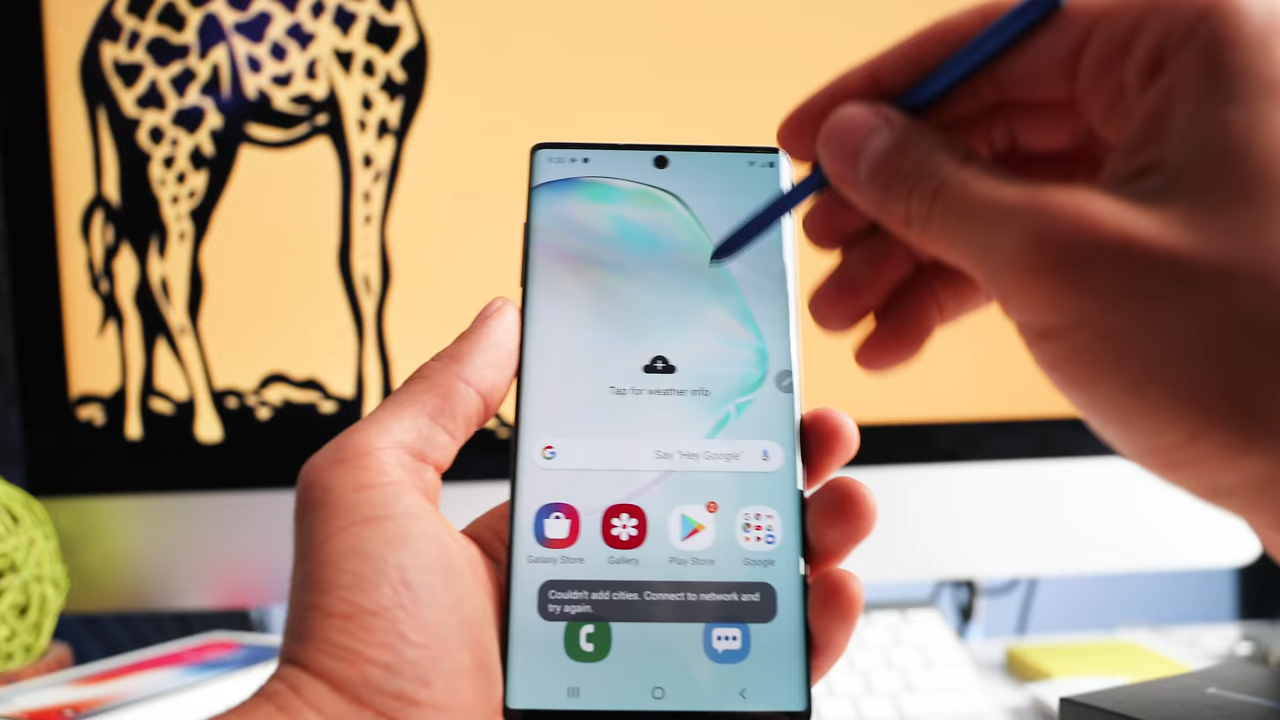 Tap for weather info
Say "Hey Google"
2
Galaxy Store
Gallery
Play Store
Google
Couldn't add cities. Connect to network and
try again.